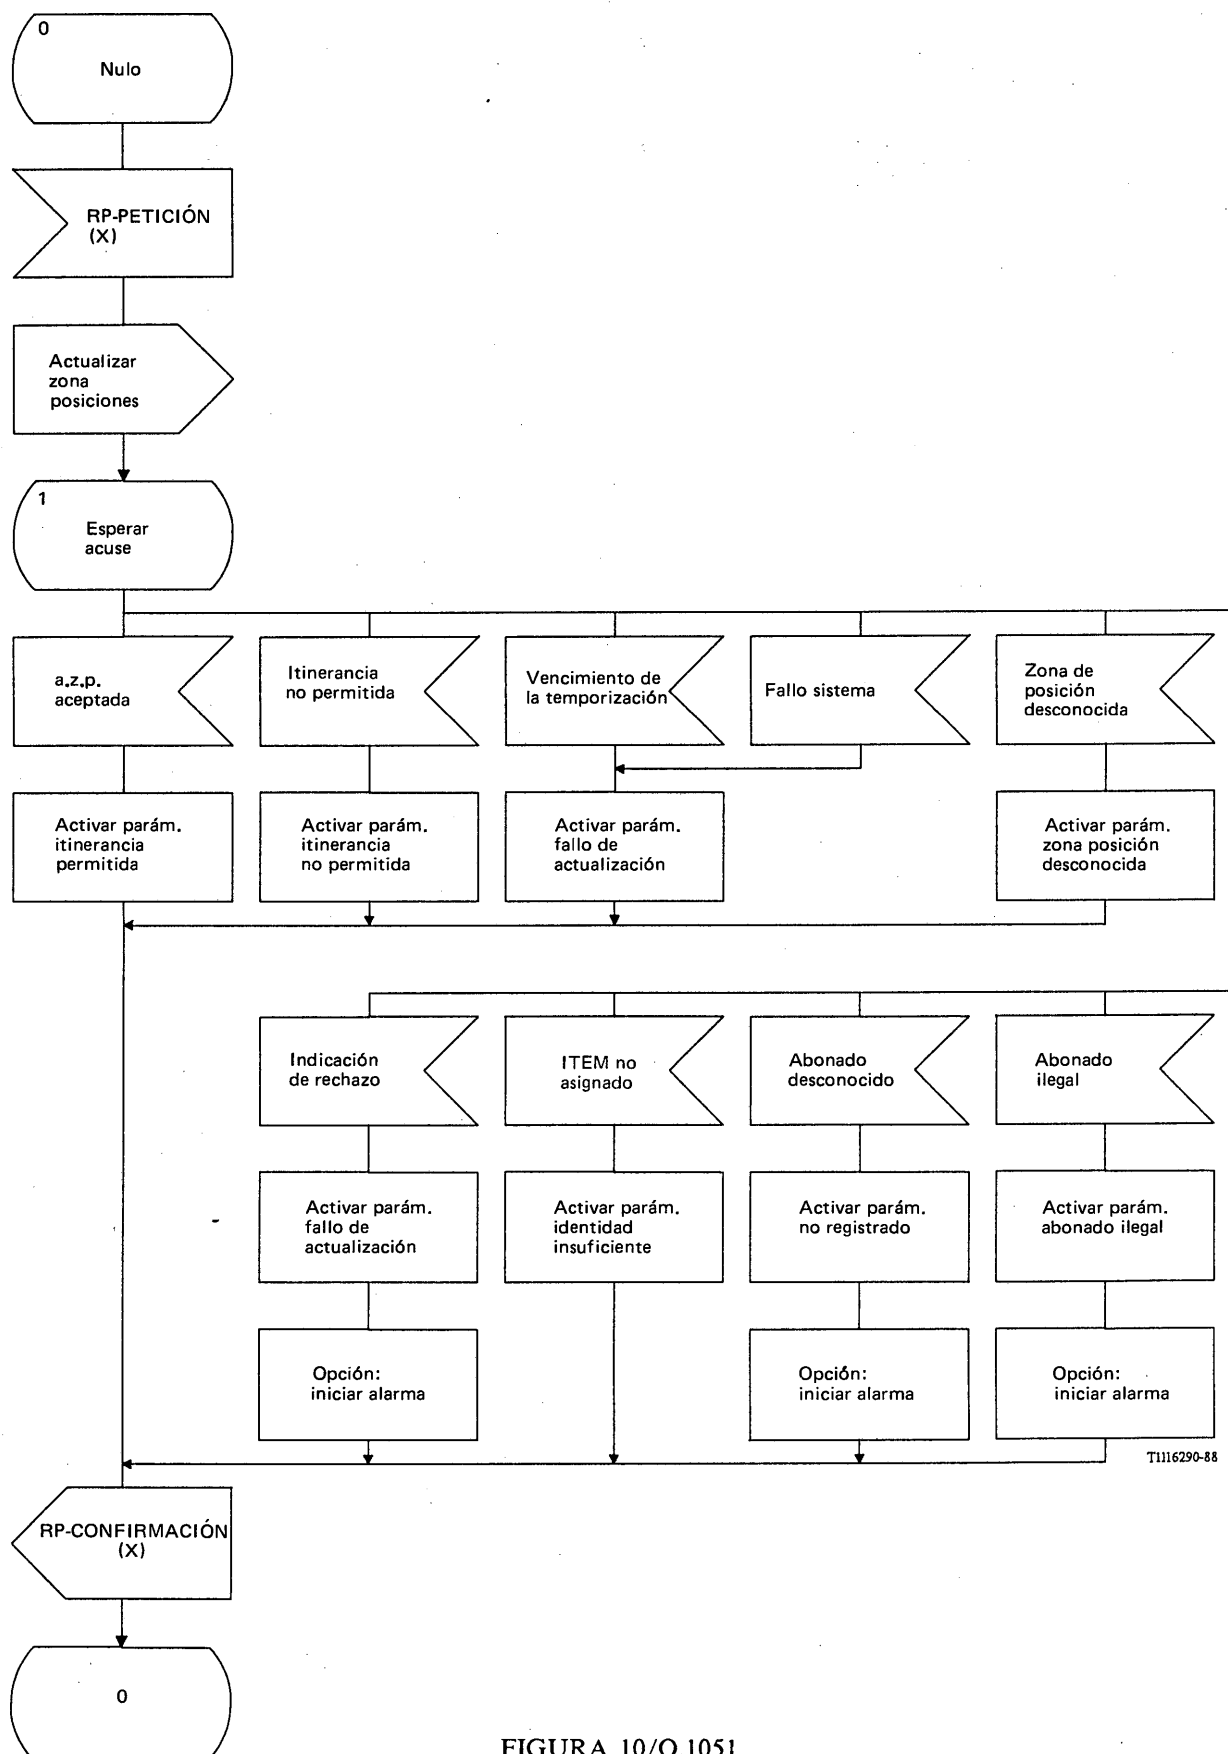 0
Nulo
RP-PETICIÓN
(X)
Actualizar
zona
posiciones
1
Esperar
acuse
a.z.p.
aceptada
Itinerancia
no permitida
Vencimiento de
la temporización
Fallo sistema
Zona de
posición
desconocida
Activar parám.
itinerancia
permitida
Activar parám.
itinerancia
no permitida
Activar parám.
fallo de
actualización
Activar parám.
zona posición
desconocida
Indicación
de rechazo
ITEM no
asignado
Abonado
desconocido
Abonado
ilegal
Activar parám.
fallo de
actualización
Activar parám.
identidad
insuficiente
Activar parám.
no registrado
Activar parám.
abonado ilegal
Opción:
iniciar alarma
Opción:
iniciar alarma
Opción:
iniciar alarma
T1116290-88
RP-CONFIRMACIÓN
(X)
0
FIGURA 10/Q.1051